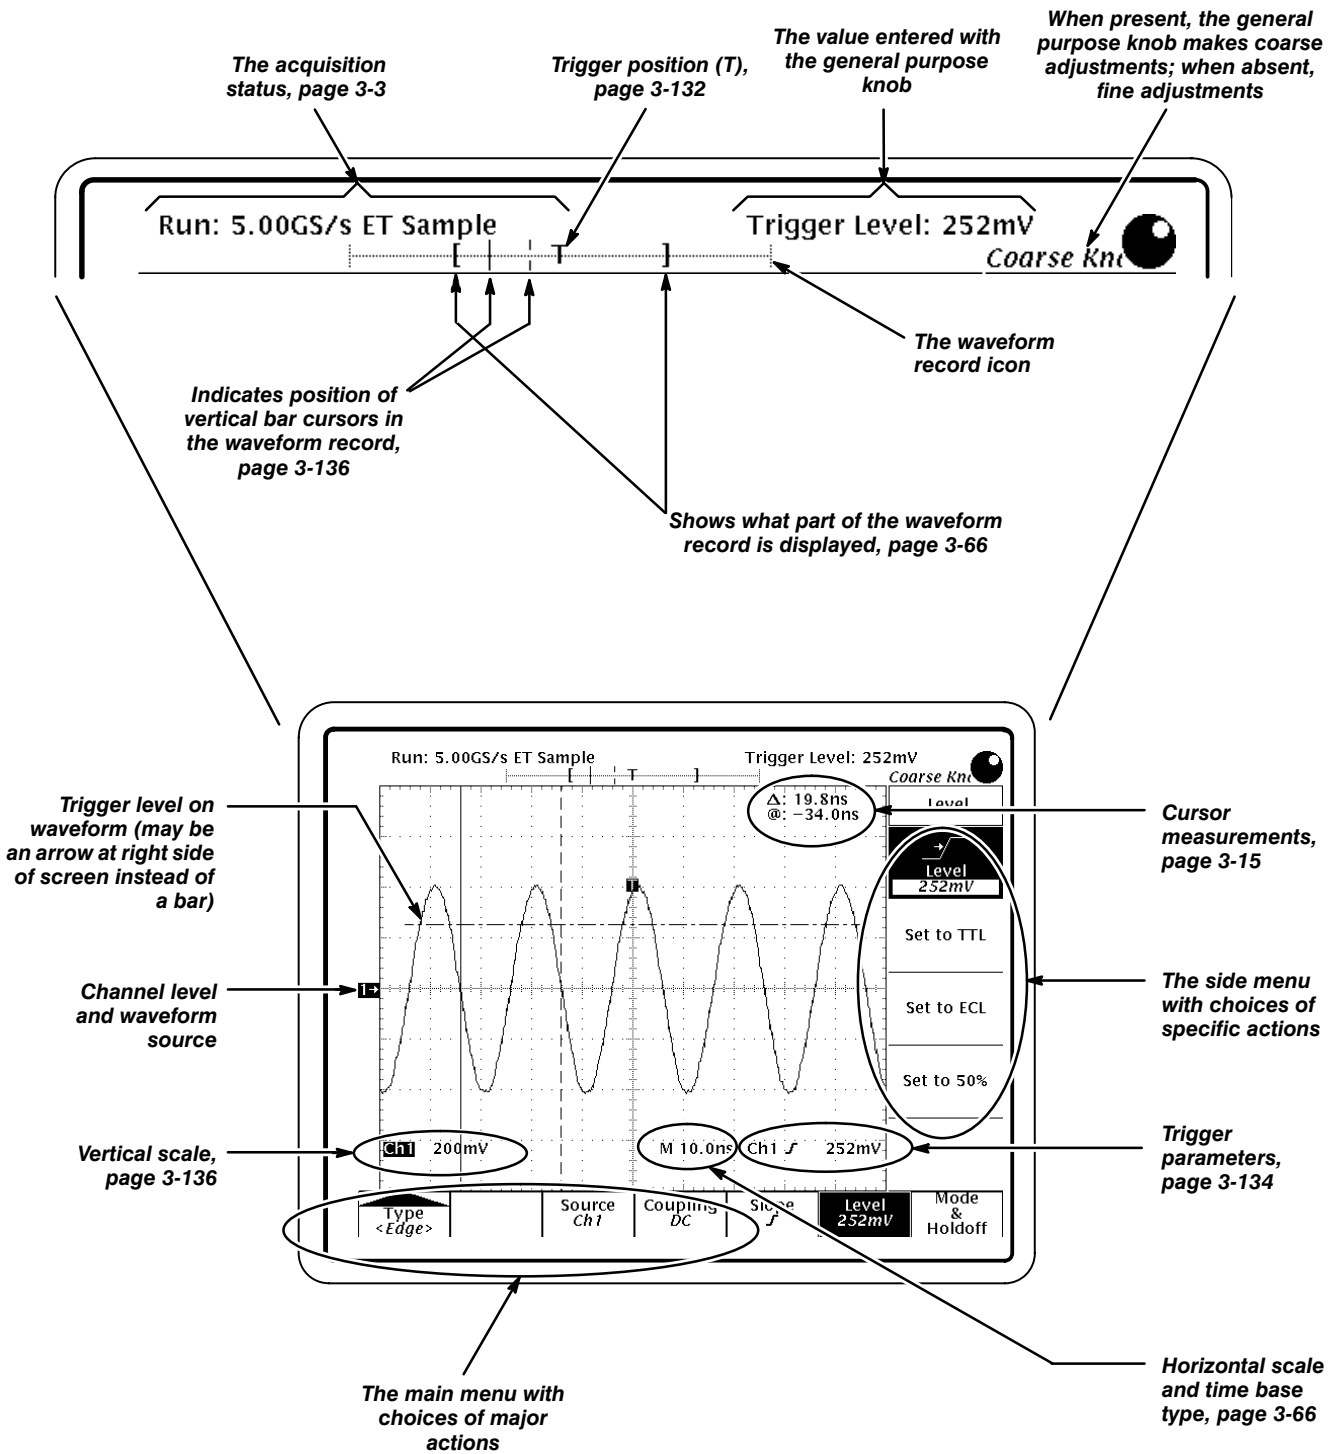 The acquisition
status, page 3-3
Trigger position (T),
page 3-132
The value entered with
the general purpose
knob
When present, the general
purpose knob makes coarse
adjustments; when absent,
fine adjustments
Run: 5.00GS/s ET Sample
[ T ]
Trigger Level: 252mV
Coarse
The waveform
record icon
Indicates position of
vertical bar cursors in
the waveform record,
page 3-136
Shows what part of the waveform
record is displayed, page 3-66
Run: 5.00GS/s ET Sample
[ T ]
Trigger Level: 252mV
Coarse
Δ: 19.8ns
@: −34.0ns
Level
Level
252mV
Set to TTL
Set to ECL
Set to 50%
T
1→
Ch1 200mV
M 10.0ns
Ch1 252mV
Type
<Edge>
Source
Ch1
Coupling
DC
Slope
Level
252mV
Mode
&
Holdoff
Trigger level on
waveform (may be
an arrow at right side
of screen instead of
a bar)
Channel level
and waveform
source
Vertical scale,
page 3-136
Cursor
measurements,
page 3-15
The side menu
with choices of
specific actions
Trigger
parameters,
page 3-134
Horizontal scale
and time base
type, page 3-66
The main menu with
choices of major
actions